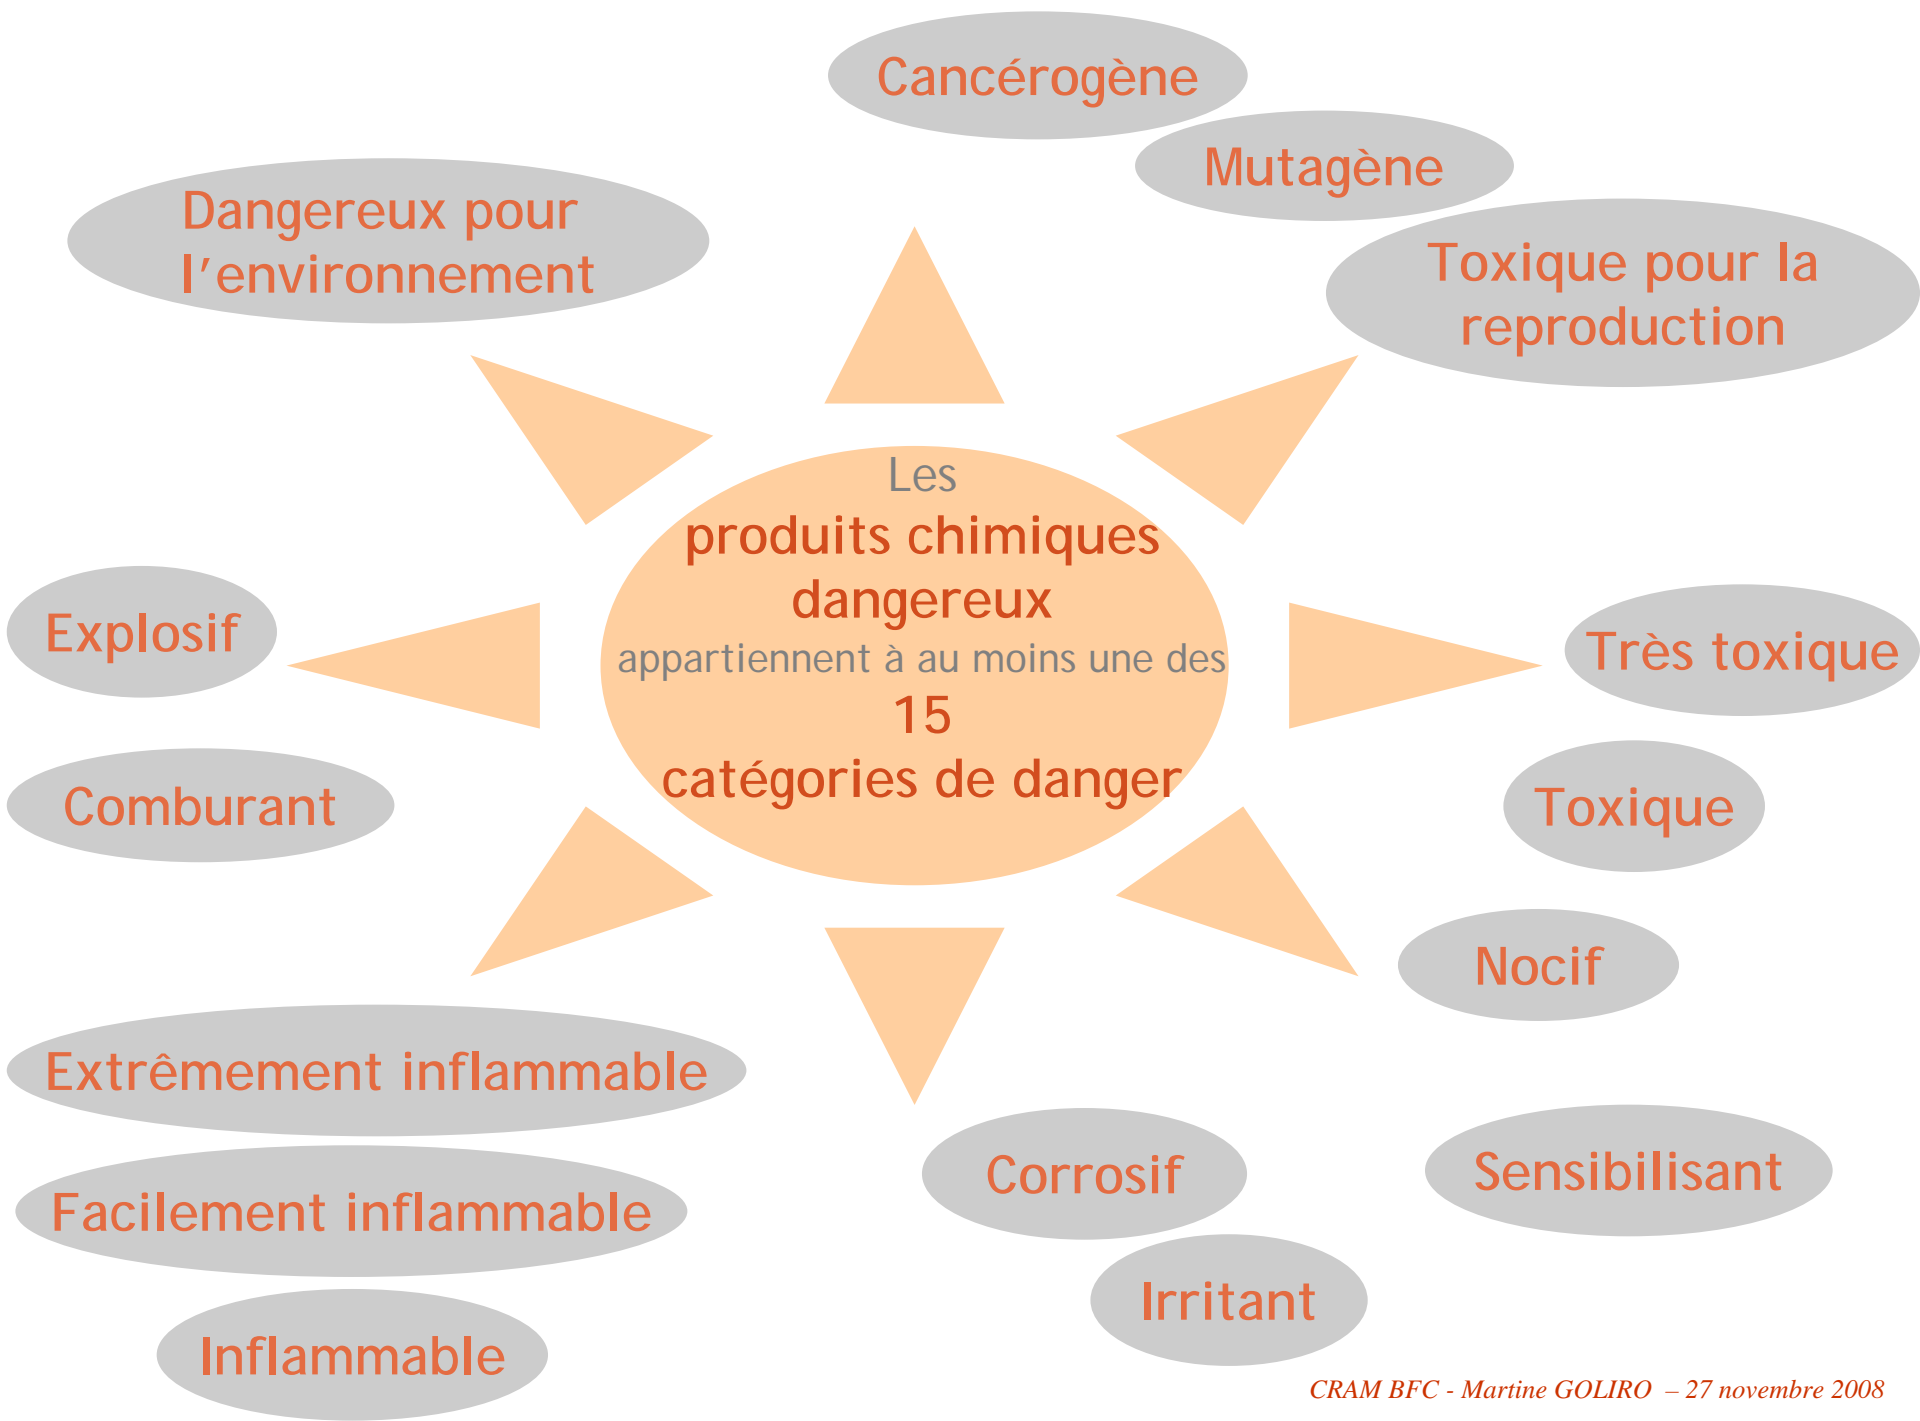 Cancérogène
Mutagène
Dangereux pour
l'environnement
Toxique pour la
reproduction
Les
produits chimiques
dangereux
appartiennent à au moins une des
15
catégories de danger
Explosif
Comburant
Très toxique
Toxique
Nocif
Extrêmement inflammable
Facilement inflammable
Inflammable
Corrosif
Irritant
Sensibilisant
CRAM BFC - Martine GOLIRO – 27 novembre 2008